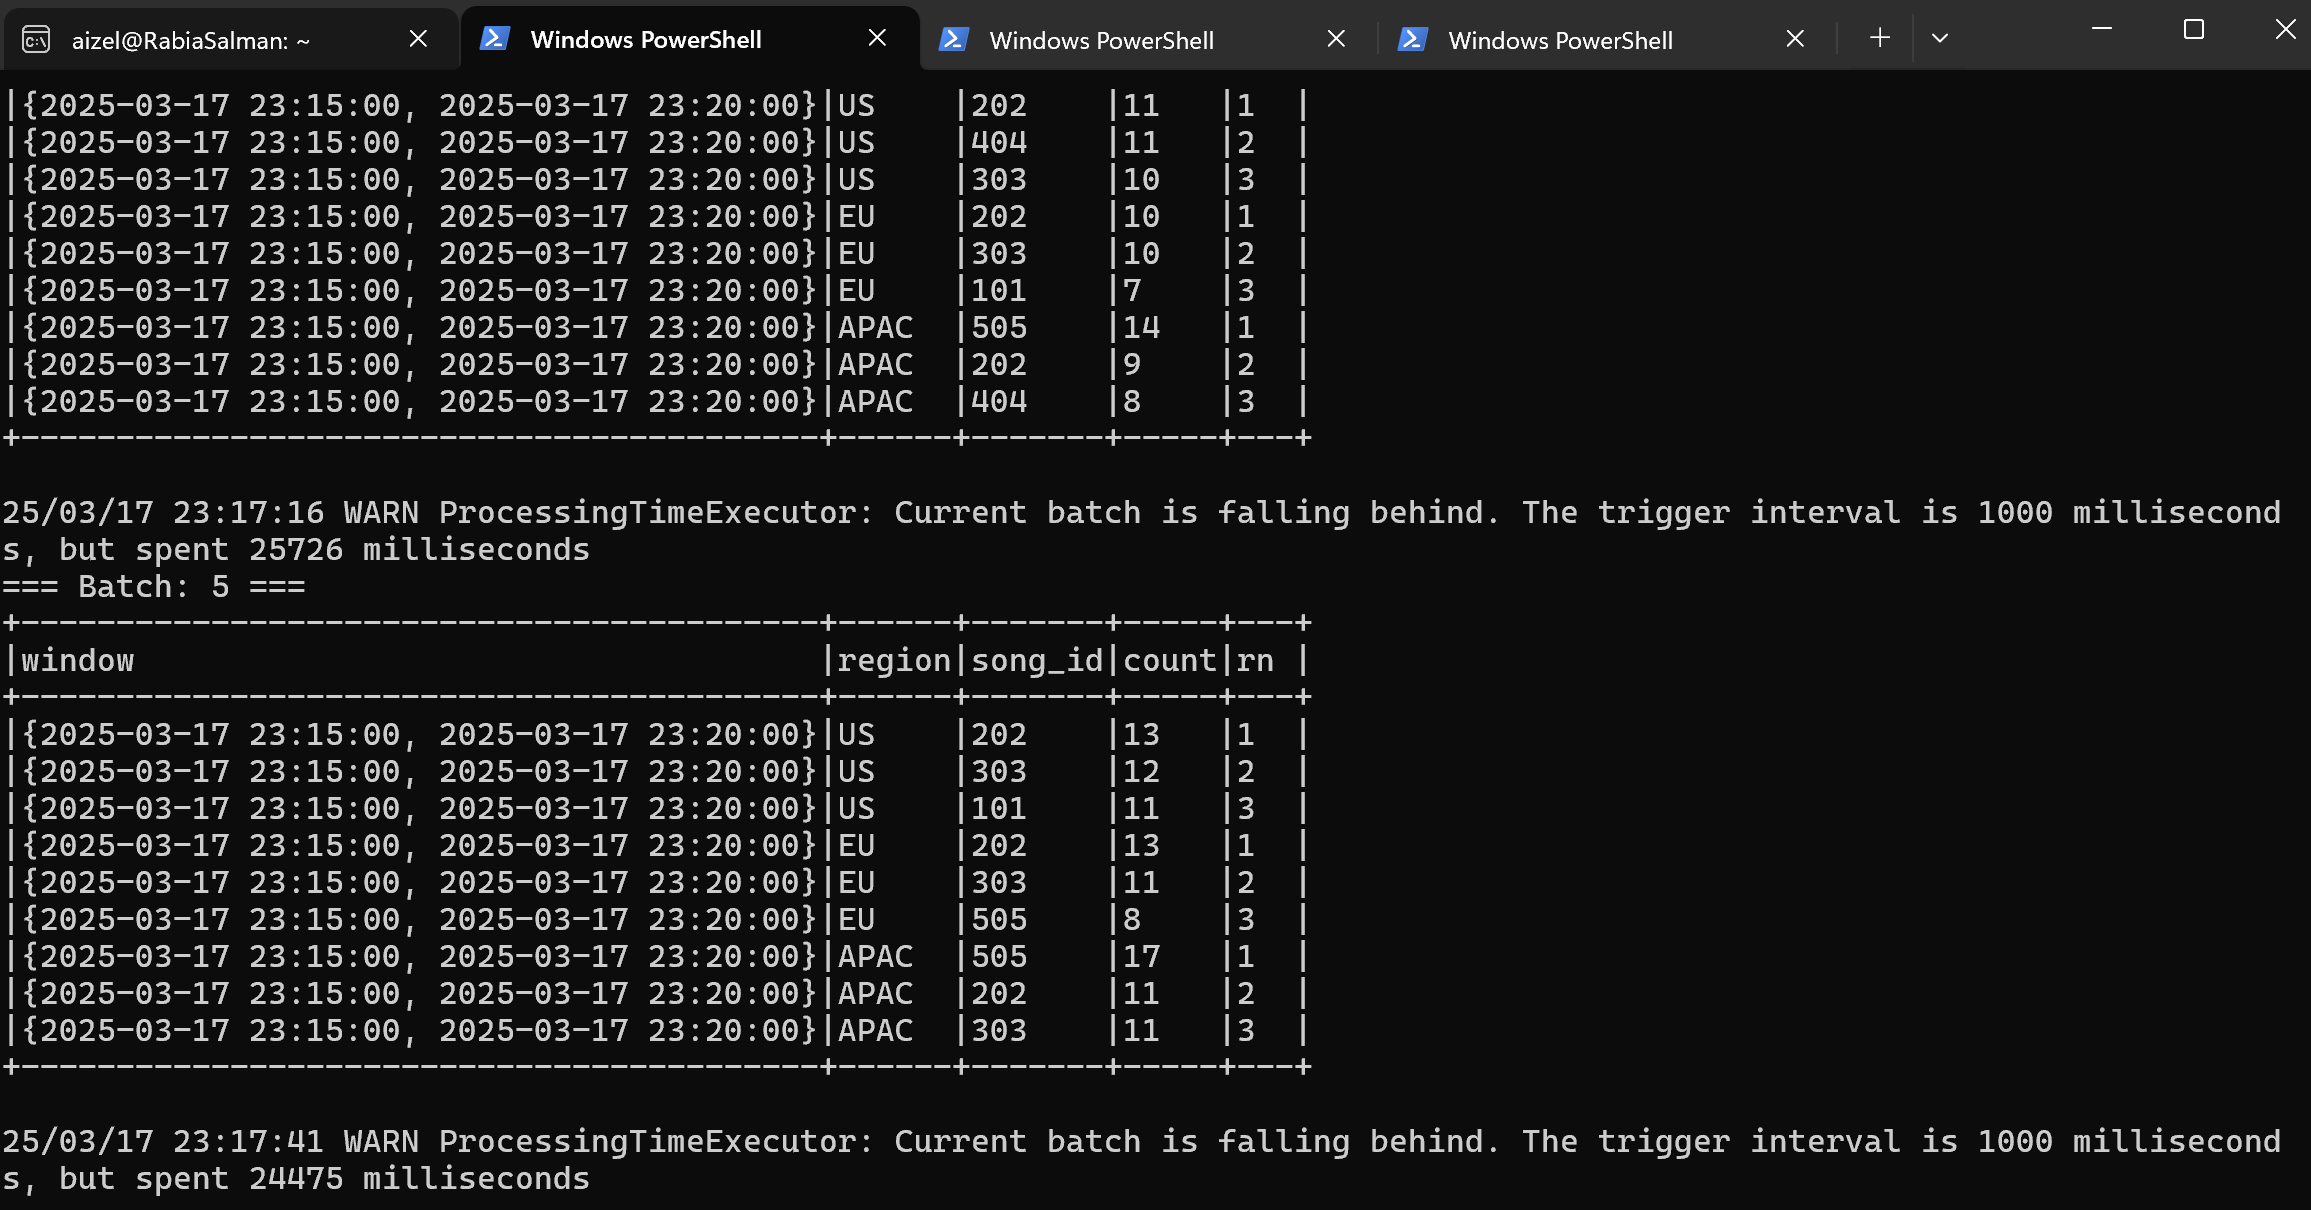 aizel@RabiaSalman: ~
Windows PowerShell
Windows PowerShell
Windows PowerShell
|{2025-03-17 23:15:00, 2025-03-17 23:20:00}|US    |202    |11   |1  |
|{2025-03-17 23:15:00, 2025-03-17 23:20:00}|US    |404    |11   |2  |
|{2025-03-17 23:15:00, 2025-03-17 23:20:00}|US    |303    |10   |3  |
|{2025-03-17 23:15:00, 2025-03-17 23:20:00}|EU    |202    |10   |1  |
|{2025-03-17 23:15:00, 2025-03-17 23:20:00}|EU    |303    |10   |2  |
|{2025-03-17 23:15:00, 2025-03-17 23:20:00}|EU    |101    |7    |3  |
|{2025-03-17 23:15:00, 2025-03-17 23:20:00}|APAC  |505    |14   |1  |
|{2025-03-17 23:15:00, 2025-03-17 23:20:00}|APAC  |202    |9    |2  |
|{2025-03-17 23:15:00, 2025-03-17 23:20:00}|APAC  |404    |8    |3  |
+------------------------------------------+------+-------+-----+---+
25/03/17 23:17:16 WARN ProcessingTimeExecutor: Current batch is falling behind. The trigger interval is 1000 millisecond
s, but spent 25726 milliseconds
=== Batch: 5 ===
+------------------------------------------+------+-------+-----+---+
|window                                    |region|song_id|count|rn |
+------------------------------------------+------+-------+-----+---+
|{2025-03-17 23:15:00, 2025-03-17 23:20:00}|US    |202    |13   |1  |
|{2025-03-17 23:15:00, 2025-03-17 23:20:00}|US    |303    |12   |2  |
|{2025-03-17 23:15:00, 2025-03-17 23:20:00}|US    |101    |11   |3  |
|{2025-03-17 23:15:00, 2025-03-17 23:20:00}|EU    |202    |13   |1  |
|{2025-03-17 23:15:00, 2025-03-17 23:20:00}|EU    |303    |11   |2  |
|{2025-03-17 23:15:00, 2025-03-17 23:20:00}|EU    |505    |8    |3  |
|{2025-03-17 23:15:00, 2025-03-17 23:20:00}|APAC  |505    |17   |1  |
|{2025-03-17 23:15:00, 2025-03-17 23:20:00}|APAC  |202    |11   |2  |
|{2025-03-17 23:15:00, 2025-03-17 23:20:00}|APAC  |303    |11   |3  |
+------------------------------------------+------+-------+-----+---+
25/03/17 23:17:41 WARN ProcessingTimeExecutor: Current batch is falling behind. The trigger interval is 1000 millisecond
s, but spent 24475 milliseconds